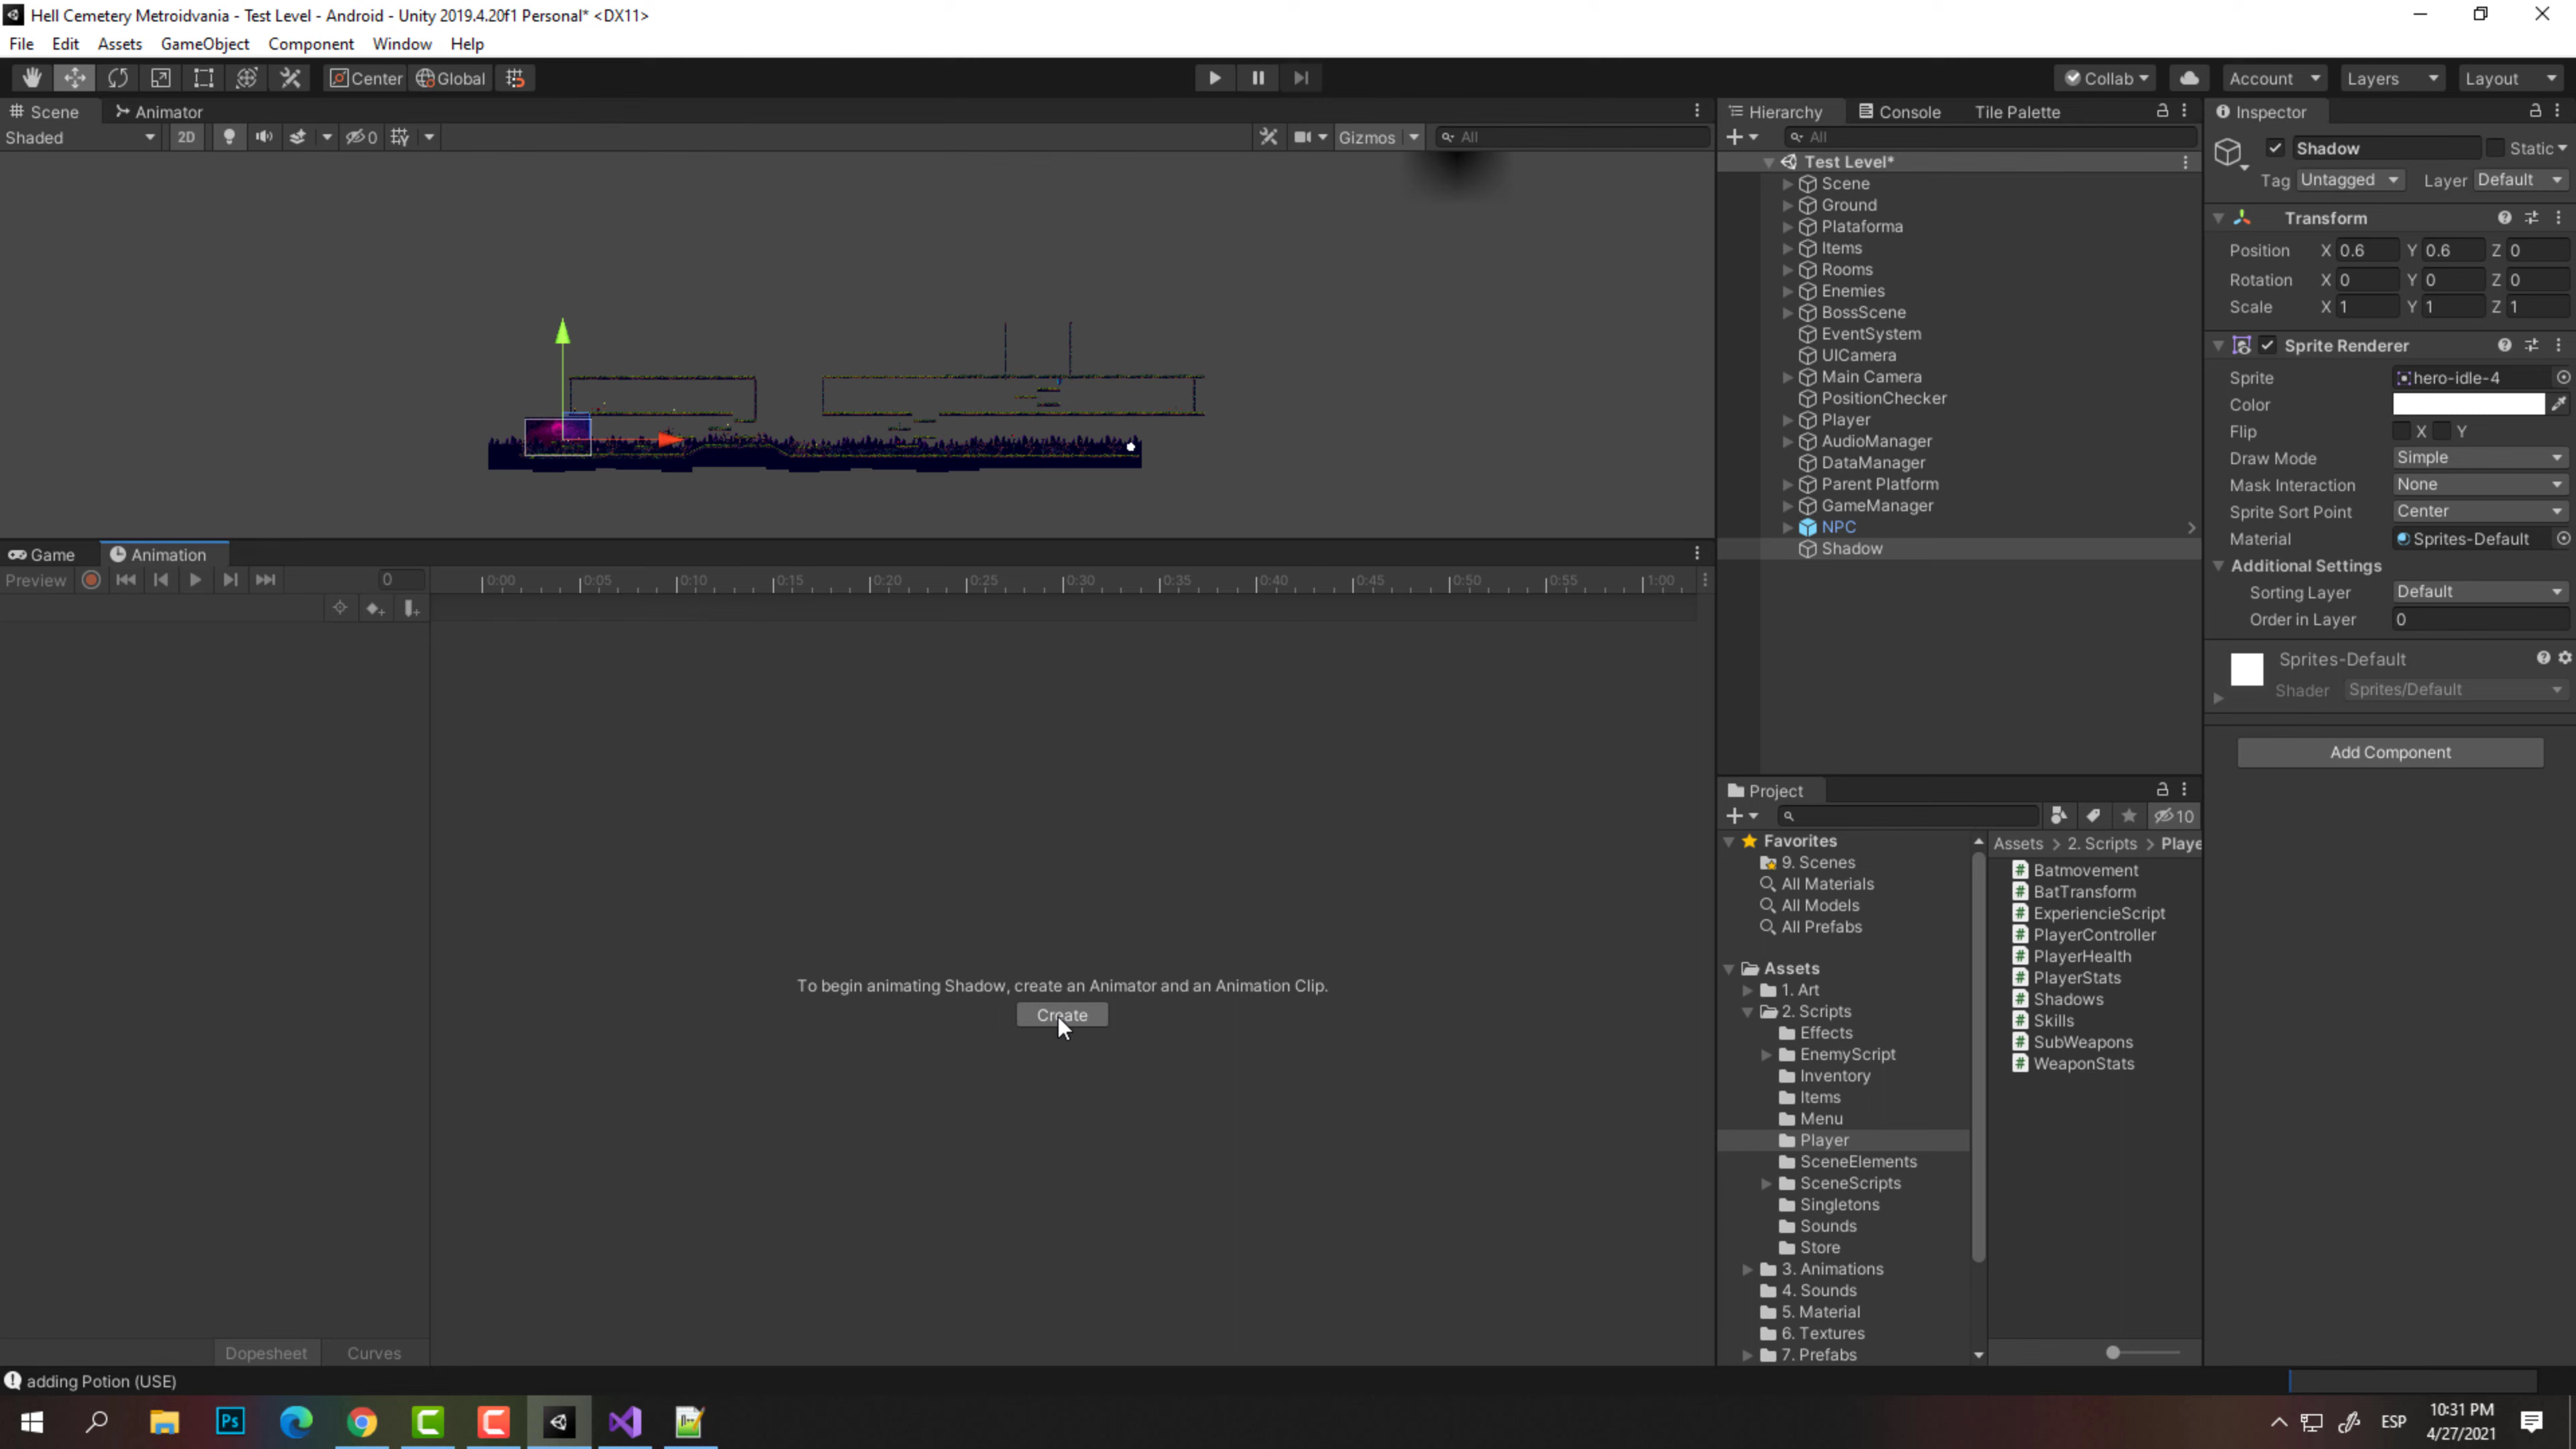 Hell Cemetery Metroidvania - Test Level - Android - Unity 2019.4.20f1 Personal* <DX11>
File Edit Assets GameObject Component Window Help
Center Global Collab Account Layers Layout
Scene Animator
Shaded 2D 0 Gizmos All
Hierarchy Console Tile Palette
All
Test Level*
Scene
Ground
Plataforma
Items
Rooms
Enemies
BossScene
EventSystem
UICamera
Main Camera
PositionChecker
Player
AudioManager
DataManager
Parent Platform
GameManager
NPC
Shadow
Inspector
Shadow Static
Tag Untagged Layer Default
Transform
Position X 0.6 Y 0.6 Z 0
Rotation X 0 Y 0 Z 0
Scale X 1 Y 1 Z 1
Sprite Renderer
Sprite hero-idle-4
Color
Flip X Y
Draw Mode Simple
Mask Interaction None
Sprite Sort Point Center
Material Sprites-Default
Additional Settings
Sorting Layer Default
Order in Layer 0
Sprites-Default
Shader Sprites/Default
Add Component
Game Animation
Preview 0 0:00 0:05 0:10 0:15 0:20 0:25 0:30 0:35 0:40 0:45 0:50 0:55 1:00
To begin animating Shadow, create an Animator and an Animation Clip.
Create
Dopesheet Curves
Project
10
Favorites
9. Scenes
All Materials
All Models
All Prefabs
Assets
1. Art
2. Scripts
Effects
EnemyScript
Inventory
Items
Menu
Player
SceneElements
SceneScripts
Singletons
Sounds
Store
3. Animations
4. Sounds
5. Material
6. Textures
7. Prefabs
Assets > 2. Scripts > Playe
Batmovement
BatTransform
ExperiencieScript
PlayerController
PlayerHealth
PlayerStats
Shadows
Skills
SubWeapons
WeaponStats
adding Potion (USE)
Ps
ESP
10:31 PM
4/27/2021